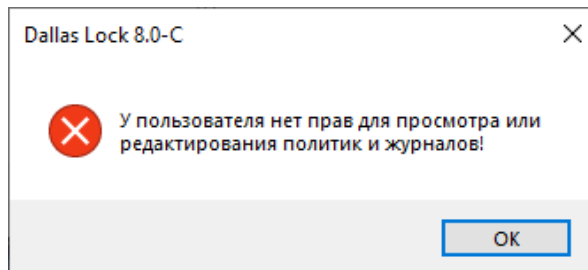 Dallas Lock 8.0-C
У пользователя нет прав для просмотра или
редактирования политик и журналов!
OK